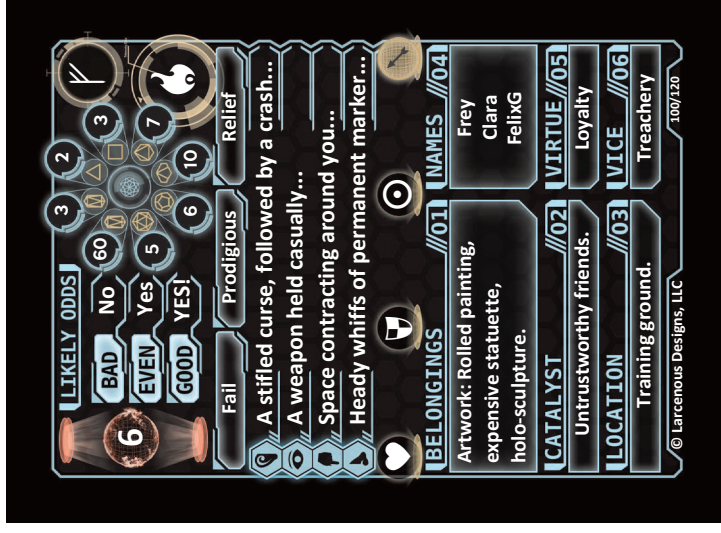 6
LIKELY ODDS
BAD No
EVEN Yes
GOOD YES!
60
3
2
3
7
10
6
5
Fail Prodigious Relief
A stifled curse, followed by a crash...
A weapon held casually...
Space contracting around you...
Heady whiffs of permanent marker...
BELONGINGS //01
Artwork: Rolled painting,
expensive statuette,
holo-sculpture.
CATALYST //02
Untrustworthy friends.
LOCATION //03
Training ground.
NAMES //04
Frey
Clara
FelixG
VIRTUE //05
Loyalty
VICE //06
Treachery
© Larcenous Designs, LLC
100/120